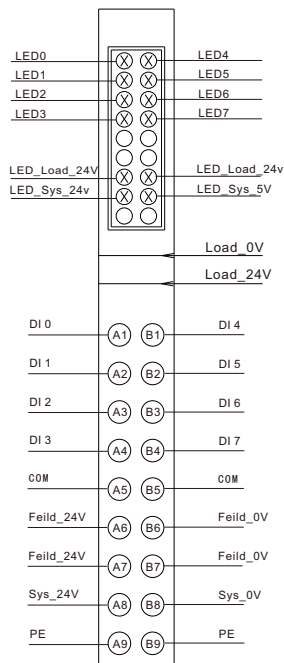 LED0 LED4
LED1 LED5
LED2 LED6
LED3 LED7
LED_Load_24V LED_Load_24v
LED_Sys_24v LED_Sys_5V
Load_0V
Load_24V
DI 0 A1 B1 DI 4
DI 1 A2 B2 DI 5
DI 2 A3 B3 DI 6
DI 3 A4 B4 DI 7
COM A5 B5 COM
Feild_24V A6 B6 Feild_0V
Feild_24V A7 B7 Feild_0V
Sys_24V A8 B8 Sys_0V
PE A9 B9 PE